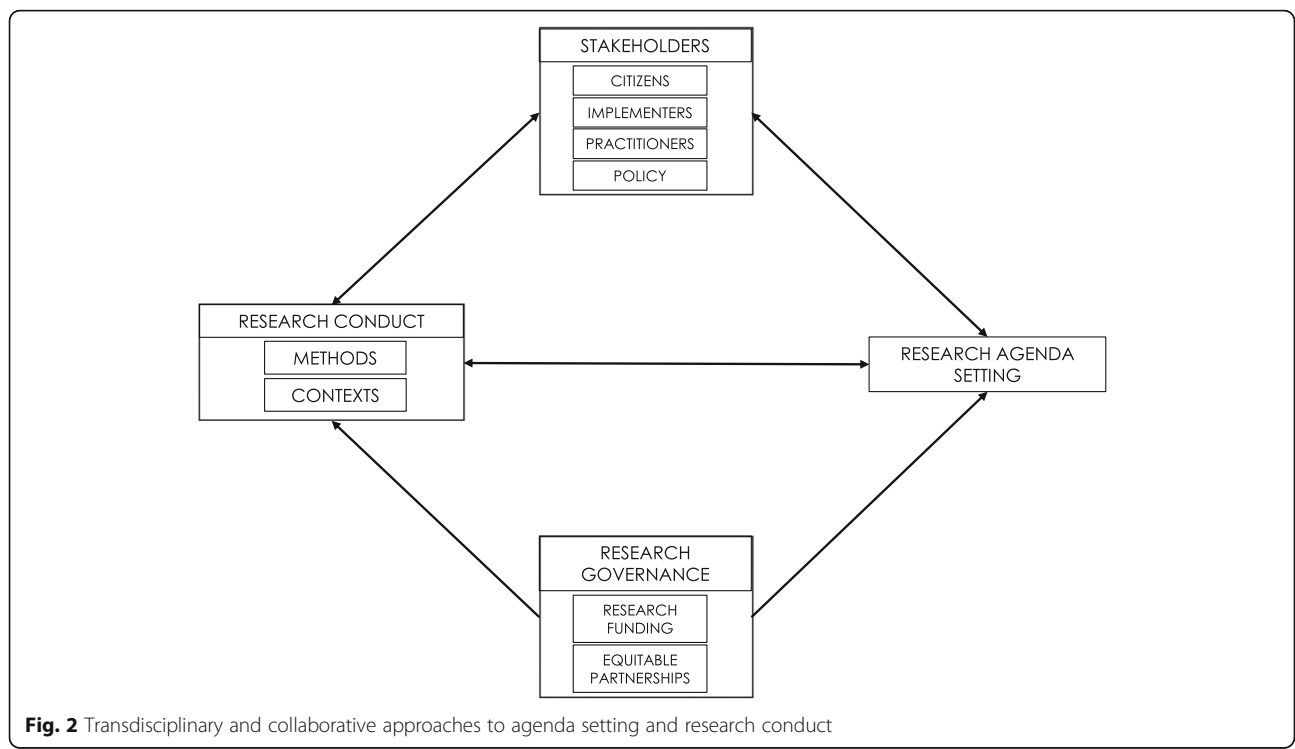 STAKEHOLDERS
CITIZENS
IMPLEMENTERS
PRACTITIONERS
POLICY
RESEARCH CONDUCT
METHODS
CONTEXTS
RESEARCH AGENDA
SETTING
RESEARCH
GOVERNANCE
RESEARCH
FUNDING
EQUITABLE
PARTNERSHIPS
Fig. 2 Transdisciplinary and collaborative approaches to agenda setting and research conduct